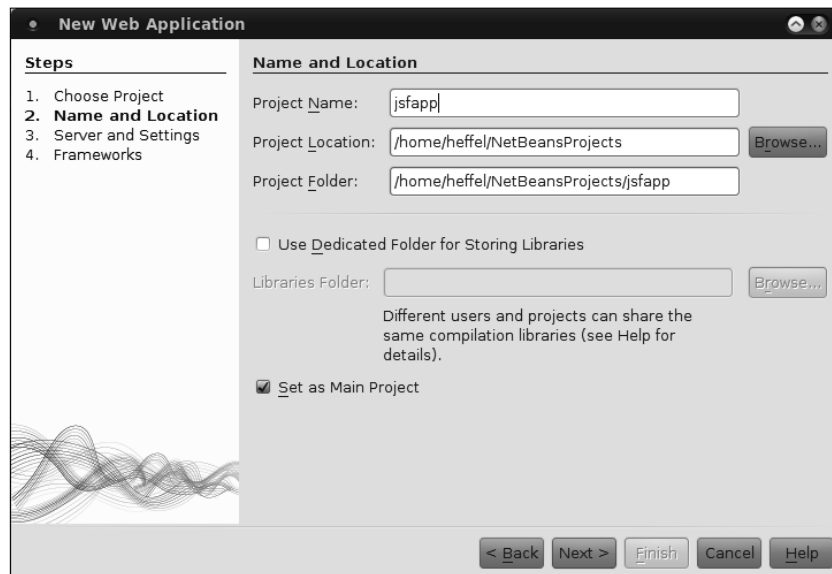 New Web Application
Steps
1. Choose Project
2. Name and Location
3. Server and Settings
4. Frameworks
Name and Location
Project Name: jsfapp
Project Location: /home/heffel/NetBeansProjects Browse...
Project Folder: /home/heffel/NetBeansProjects/jsfapp
Use Dedicated Folder for Storing Libraries
Libraries Folder: Browse...
Different users and projects can share the
same compilation libraries (see Help for
details).
Set as Main Project
< Back Next > Finish Cancel Help